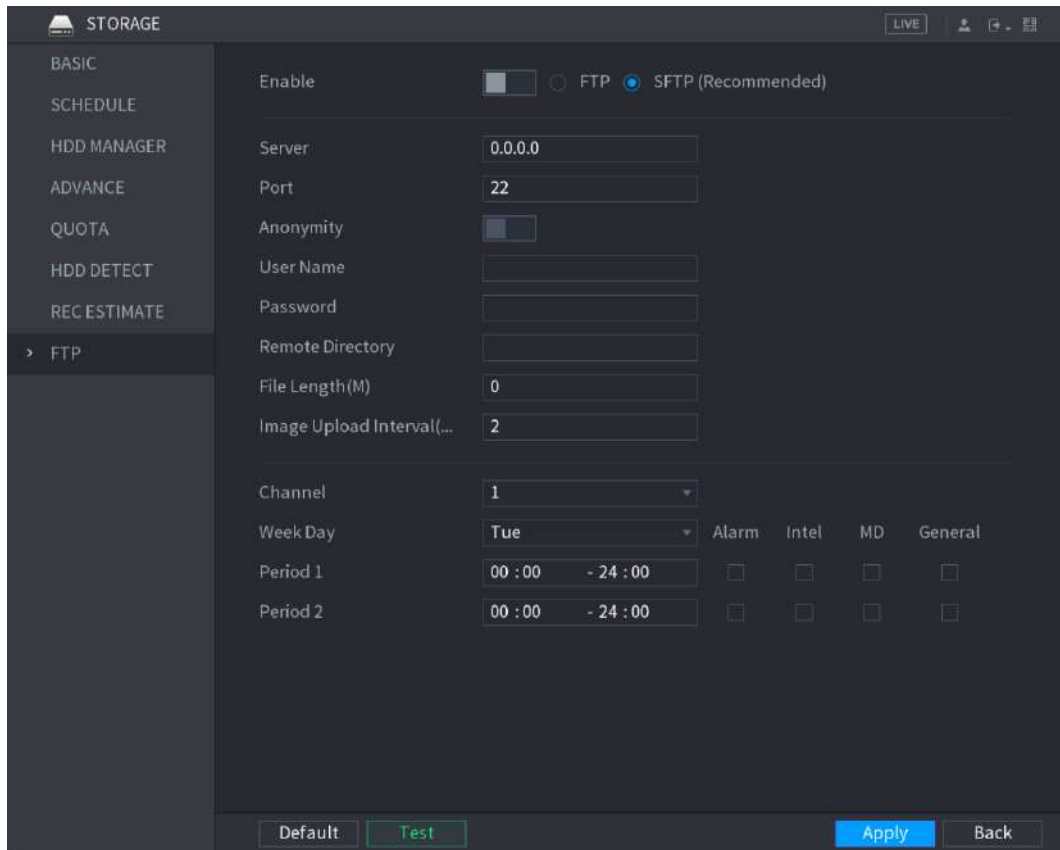 STORAGE LIVE
BASIC
SCHEDULE
HDD MANAGER
ADVANCE
QUOTA
HDD DETECT
REC ESTIMATE
FTP
Enable FTP SFTP (Recommended)
Server 0.0.0.0
Port 22
Anonymity
User Name
Password
Remote Directory
File Length(M) 0
Image Upload Interval(... 2
Channel 1
Week Day Tue Alarm Intel MD General
Period 1 00 : 00 - 24 : 00
Period 2 00 : 00 - 24 : 00
Default Test Apply Back